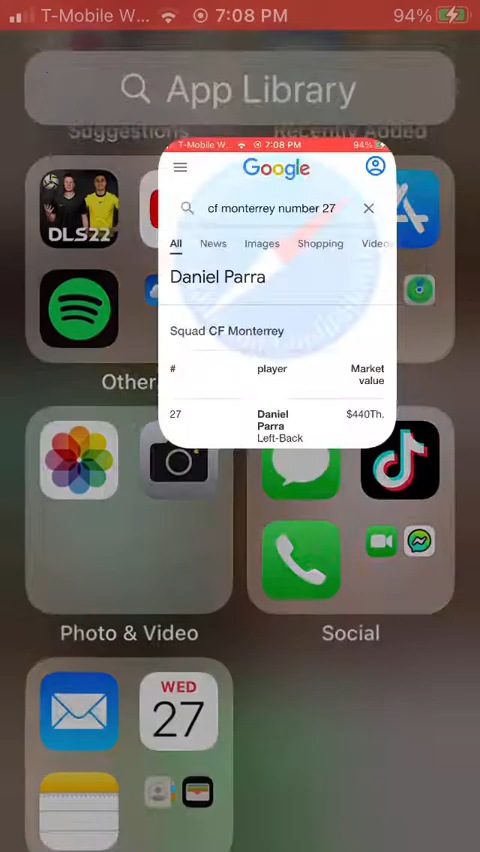 T-Mobile W... 7:08 PM 94%
App Library
Suggestions Recently Added
T-Mobile W... 7:08 PM 94%
Google
cf monterrey number 27
All News Images Shopping Videos
Daniel Parra
Squad CF Monterrey
# player Market value
27 Daniel Parra $440Th.
Left-Back
DLS22
Other
Photo & Video
Social
WED
27